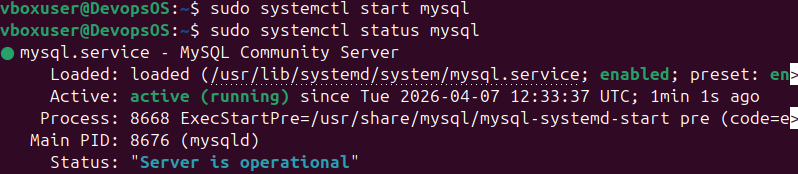 vboxuser@DevopsOS:~$ sudo systemctl start mysql
vboxuser@DevopsOS:~$ sudo systemctl status mysql
● mysql.service - MySQL Community Server
Loaded: loaded (/usr/lib/systemd/system/mysql.service; enabled; preset: en>
Active: active (running) since Tue 2026-04-07 12:33:37 UTC; 1min 1s ago
Process: 8668 ExecStartPre=/usr/share/mysql/mysql-systemd-start pre (code=e>
Main PID: 8676 (mysqld)
Status: "Server is operational"